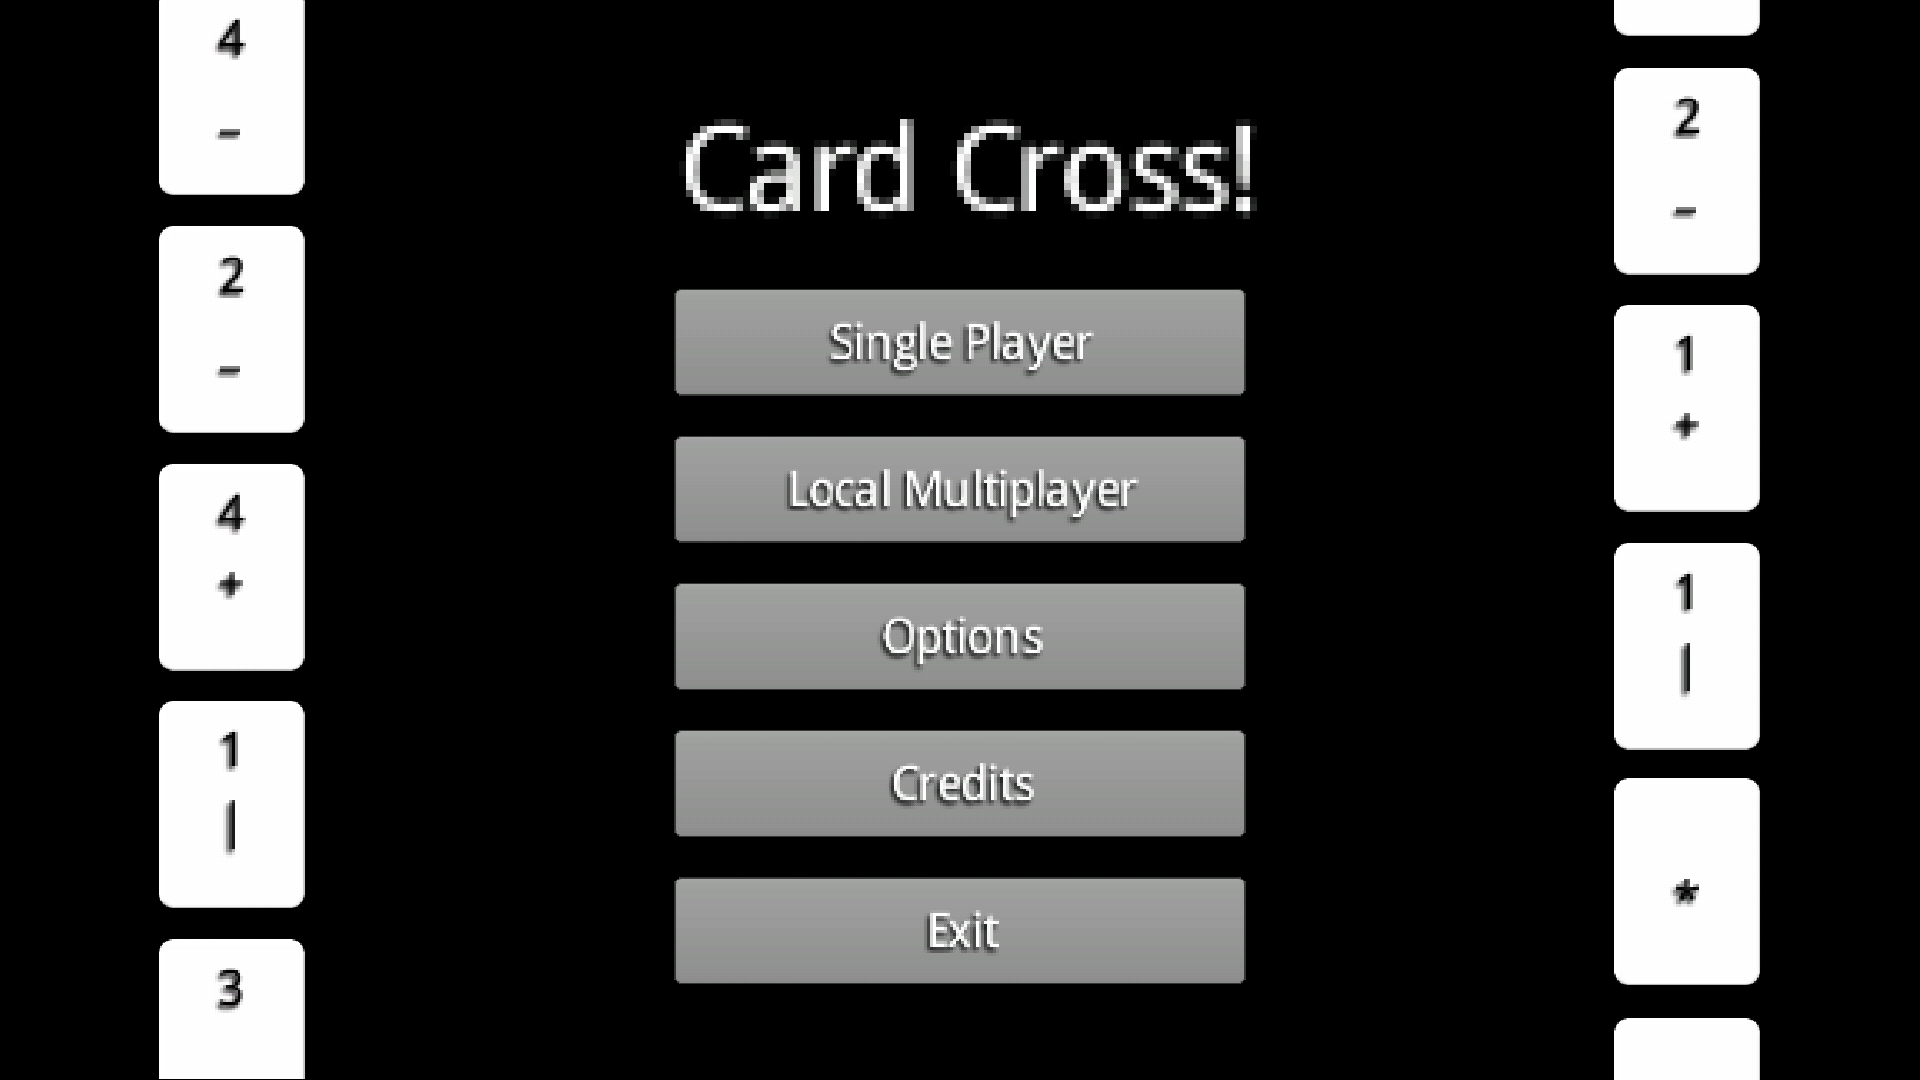 4
-
2
-
4
+
1
|
3
Card Cross!
Single Player
Local Multiplayer
Options
Credits
Exit
2
-
1
+
1
|
*